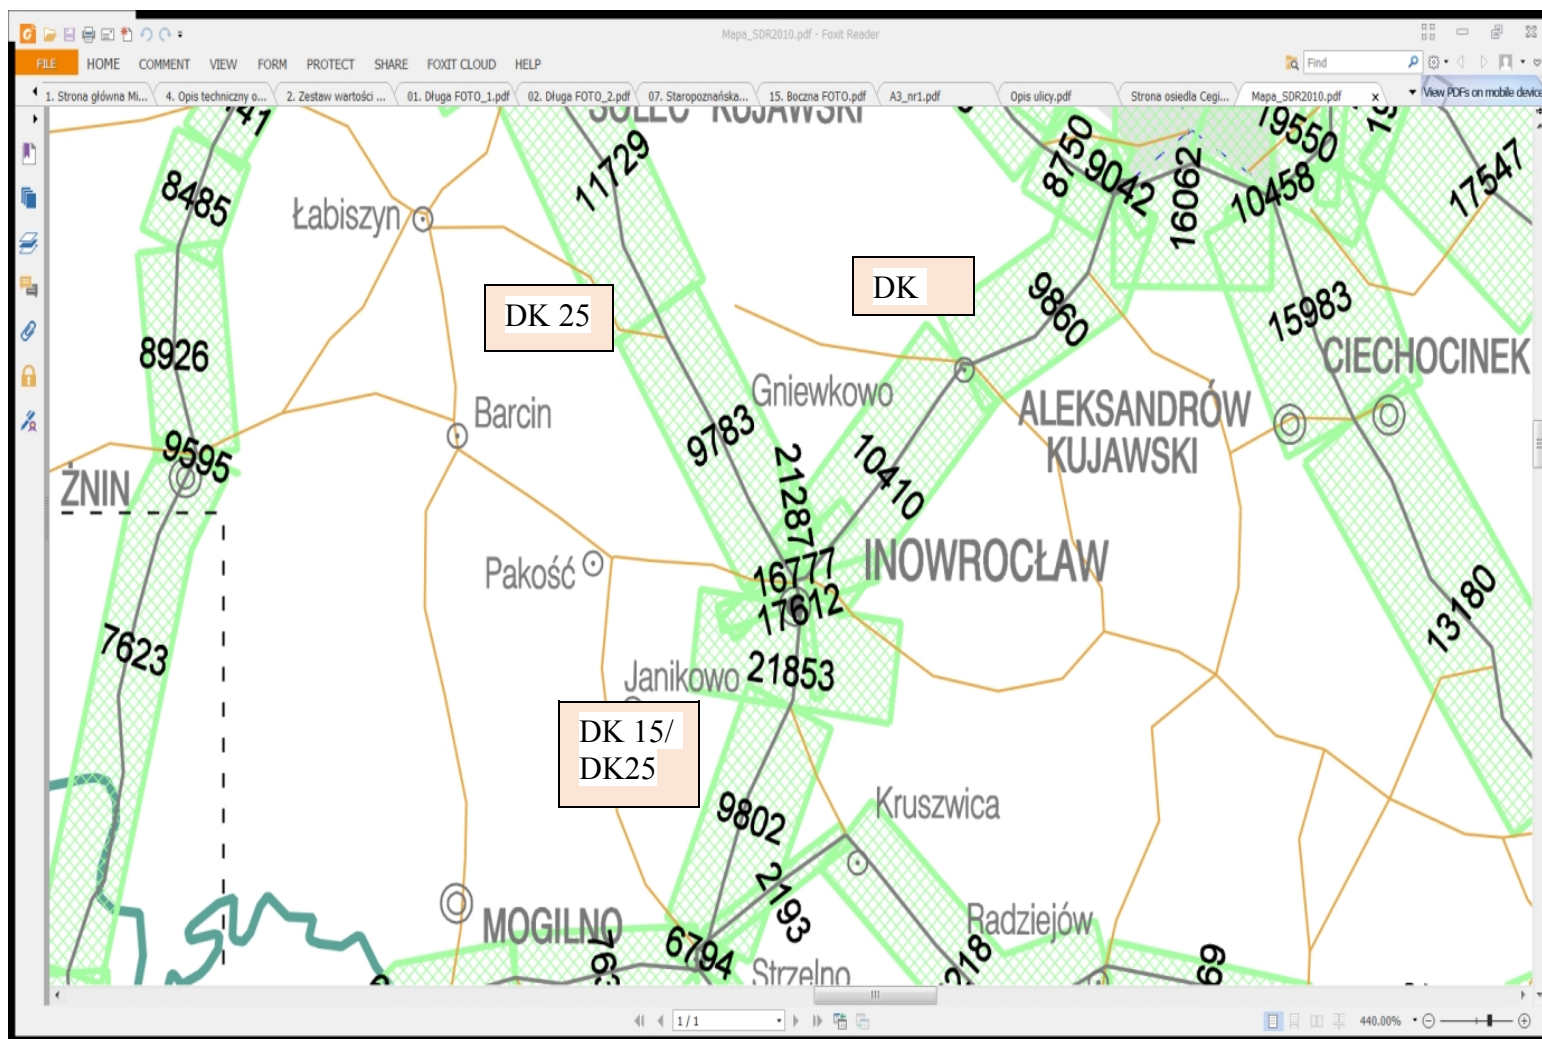 Mapa_SDR2010.pdf - Foxit Reader
FILE HOME COMMENT VIEW FORM PROTECT SHARE FOXIT CLOUD HELP
Find
1. Strona główna Mi... 4. Opis techniczny o... 2. Zestaw wartości ... 01. Długa FOTO_1.pdf 02. Długa FOTO_2.pdf 07. Staropoznańska... 15. Boczna FOTO.pdf A3_nr1.pdf Opis ulicy.pdf Strona osiedla Cegi... Mapa_SDR2010.pdf x View PDFs on mobile device
SOLEC KUJAWSKI
41
11729
8750
9042
16062
19550
10458
17547
8485
Łabiszyn
DK 25
DK
9860
15983
8926
CIECHOCINEK
Gniewkowo
Barcin
ALEKSANDRÓW
KUJAWSKI
9783
10410
9595
ŻNIN
21287
INOWROCŁAW
Pakość
16777
17612
13180
7623
Janikowo
21853
DK 15/
DK25
9802
Kruszwica
2193
MOGILNO
Radziejów
6794
Strzelno
218
69
1 / 1
440.00%